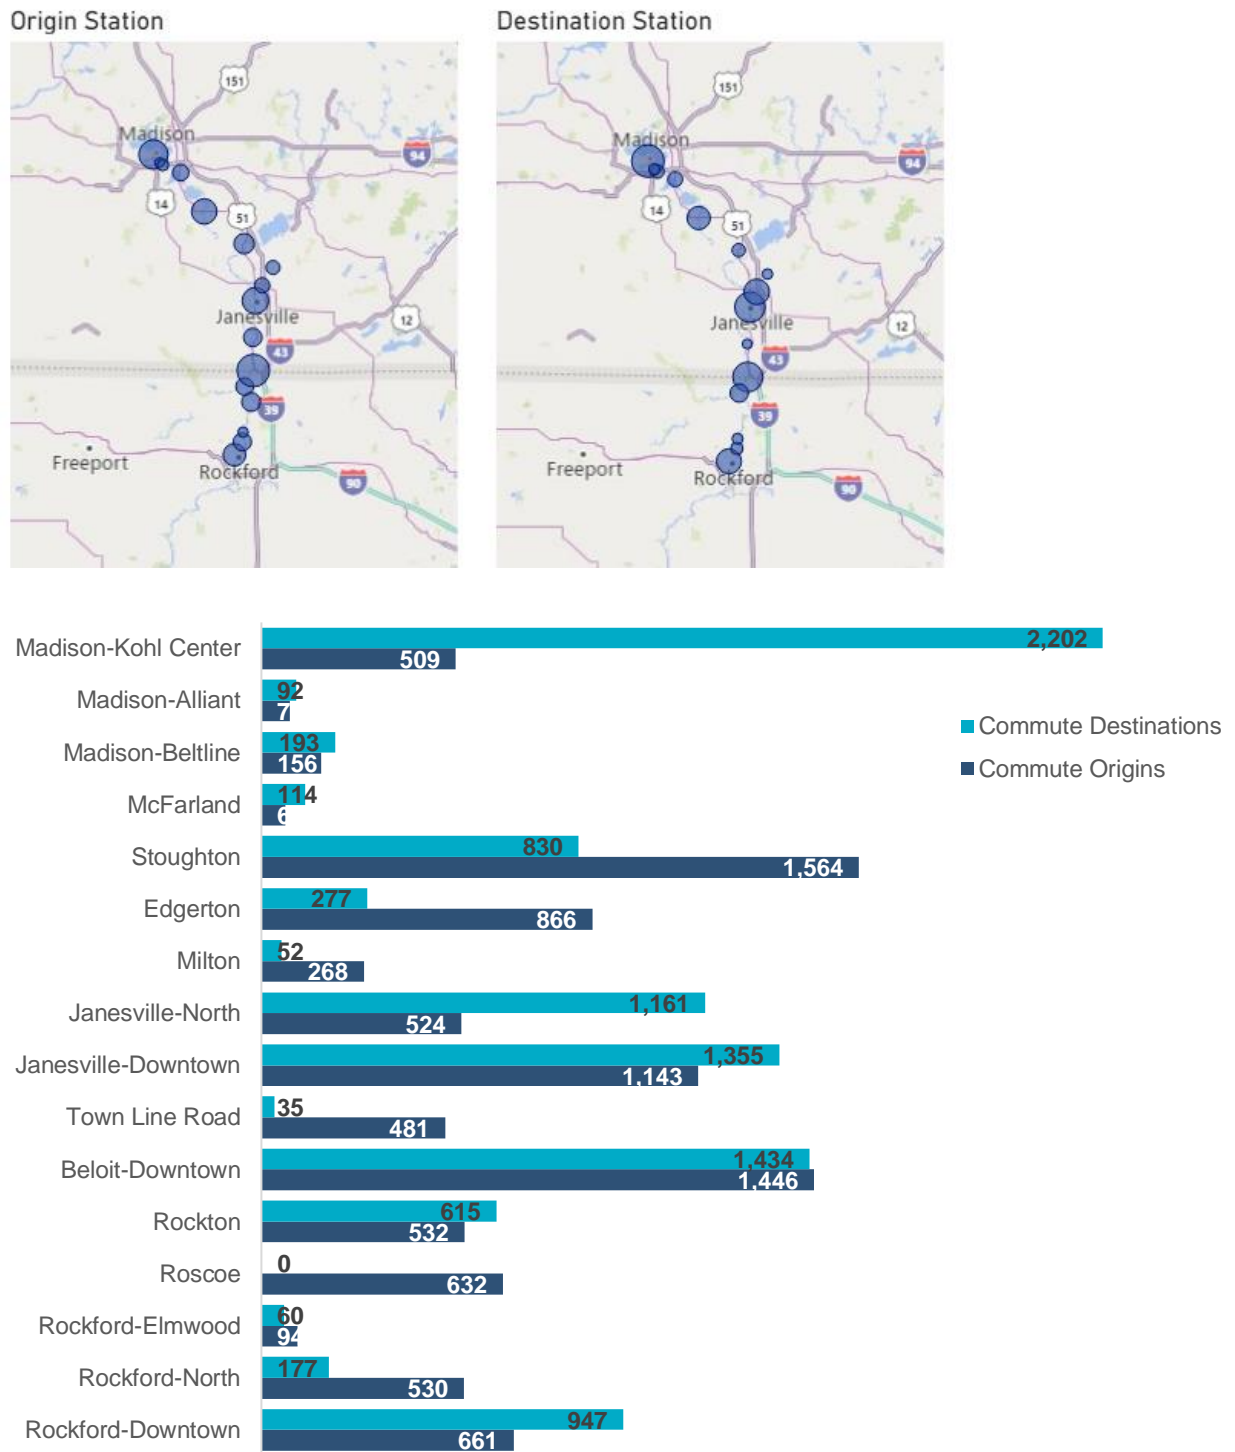 Origin Station
Destination Station
151
Madison
94
14
51
Janesville
12
43
39
Freeport
Rockford
90
151
Madison
94
14
51
Janesville
12
43
39
Freeport
Rockford
90
Madison-Kohl Center
2,202
509
Madison-Alliant
92
Madison-Beltline
193
156
McFarland
114
Stoughton
830
1,564
Edgerton
277
866
Milton
52
268
Janesville-North
1,161
524
Janesville-Downtown
1,355
1,143
Town Line Road
35
481
Beloit-Downtown
1,434
1,446
Rockton
615
532
Roscoe
0
632
Rockford-Elmwood
60
94
Rockford-North
177
530
Rockford-Downtown
947
661
Commute Destinations
Commute Origins